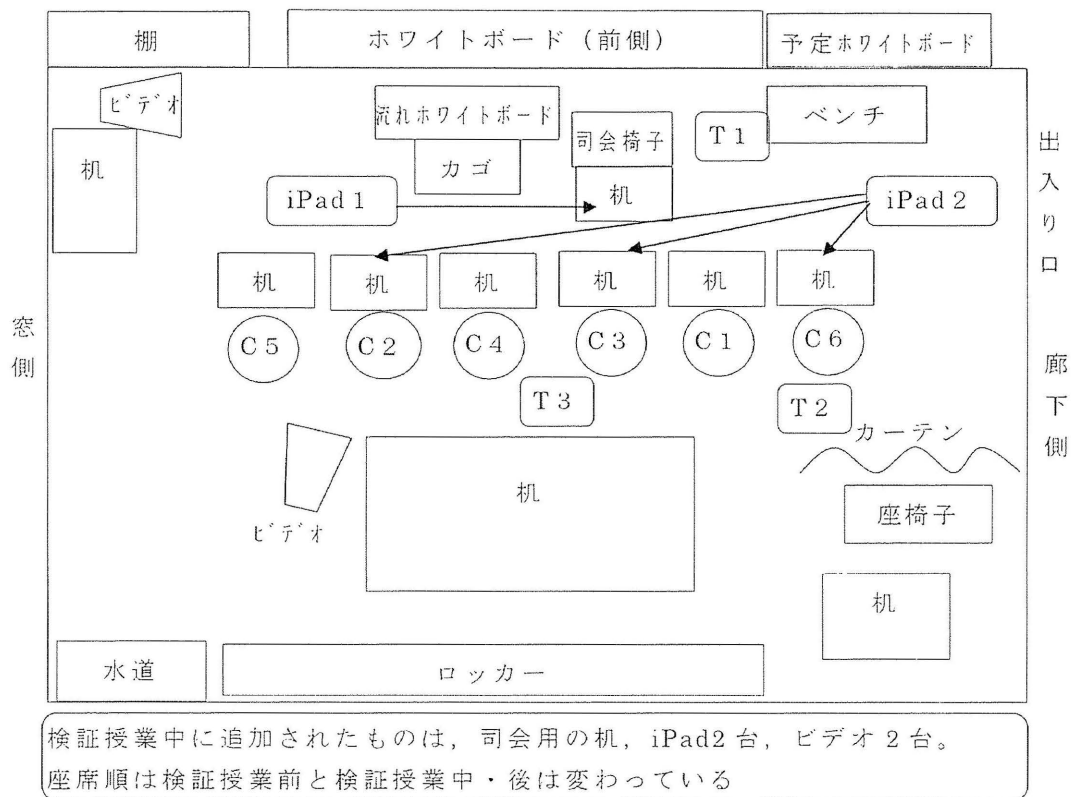 棚
ホワイトボード（前側）
予定ホワイトボード
ビデオ
流れホワイトボード
司会椅子
T1
ベンチ
机
カゴ
机
iPad1
iPad2
出入り口
机
机
机
机
机
机
窓側
C5
C2
C4
C3
C1
C6
廊下側
T3
T2
カーテン
机
座椅子
ビデオ
机
水道
ロッカー
検証授業中に追加されたものは，司会用の机，iPad2台，ビデオ2台。
座席順は検証授業前と検証授業中・後は変わっている